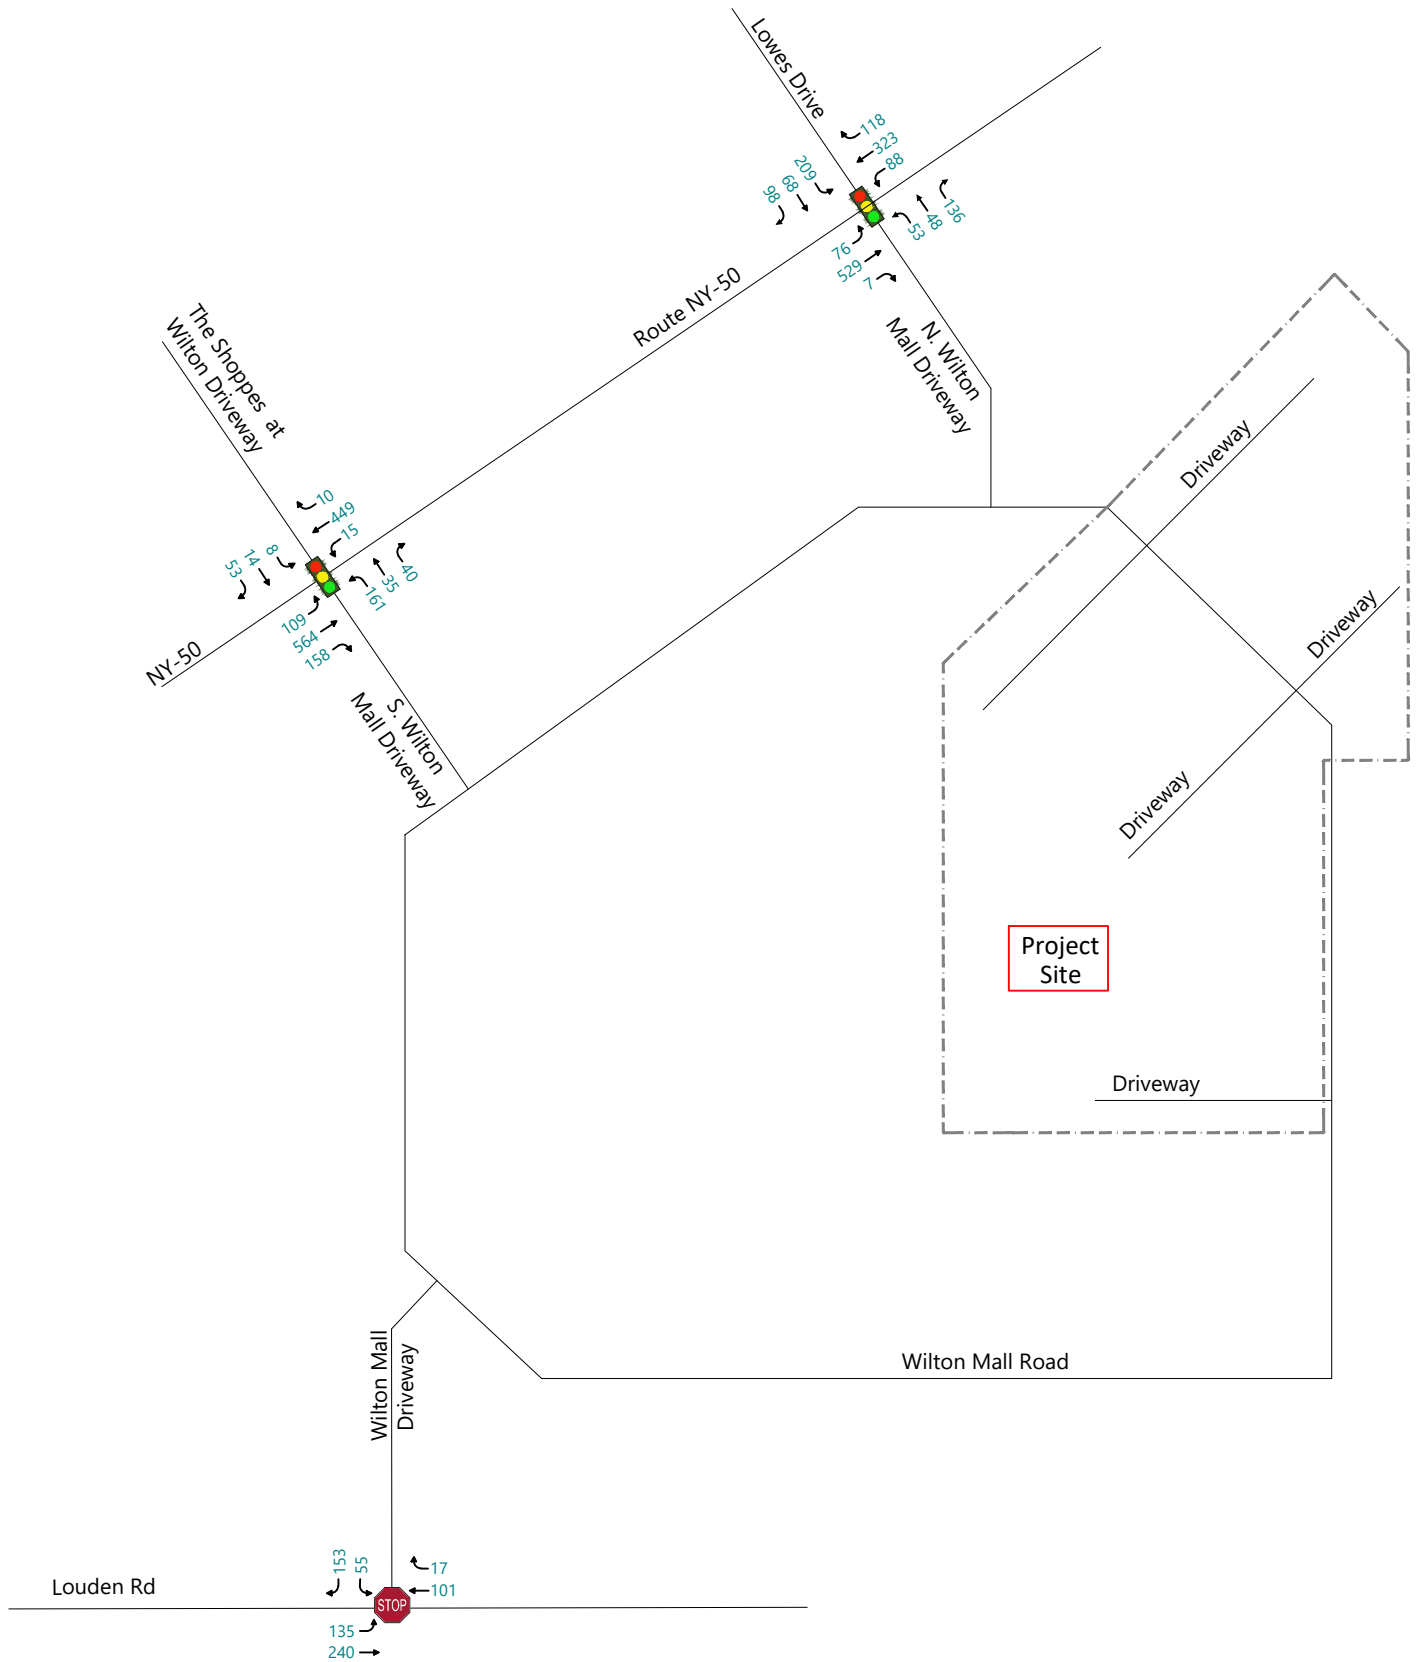 Lowes Drive
118
323
88
209
68
98
136
48
53
76
529
7
Route NY-50
N. Wilton
Mall Driveway
The Shoppes at
Wilton Driveway
10
449
15
8
14
53
40
35
161
109
564
158
NY-50
S. Wilton
Mall Driveway
Driveway
Driveway
Driveway
Project
Site
Driveway
Wilton Mall Road
Wilton Mall
Driveway
Louden Rd
153
55
17
101
STOP
135
240